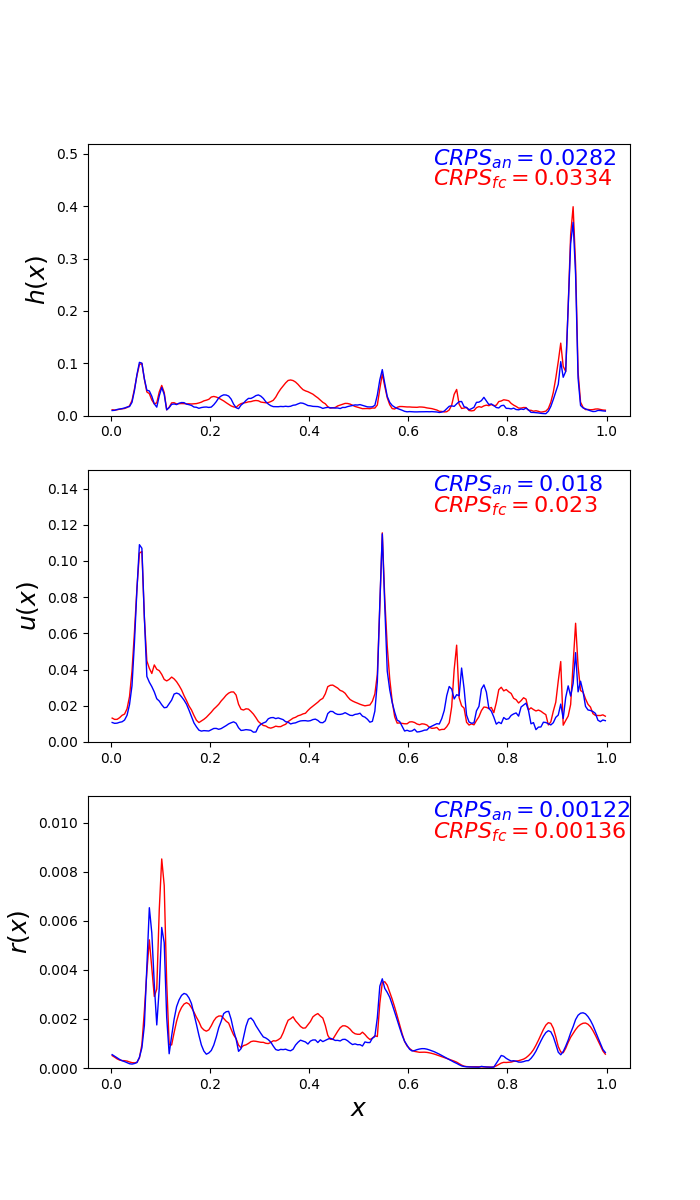 CRPS_an = 0.0282
CRPS_fc = 0.0334
h(x)
0.5
0.4
0.3
0.2
0.1
0.0
0.0 0.2 0.4 0.6 0.8 1.0
CRPS_an = 0.018
CRPS_fc = 0.023
u(x)
0.14
0.12
0.10
0.08
0.06
0.04
0.02
0.00
0.0 0.2 0.4 0.6 0.8 1.0
CRPS_an = 0.00122
CRPS_fc = 0.00136
r(x)
0.010
0.008
0.006
0.004
0.002
0.000
0.0 0.2 0.4 0.6 0.8 1.0
x